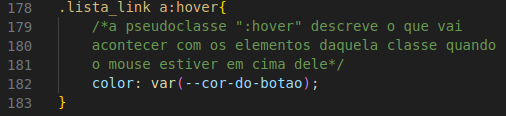 178 .lista_link a:hover{
179 /*a pseudoclasse ":hover" descreve o que vai
180 acontecer com os elementos daquela classe quando
181 o mouse estiver em cima dele*/
182 color: var(--cor-do-botao);
183 }